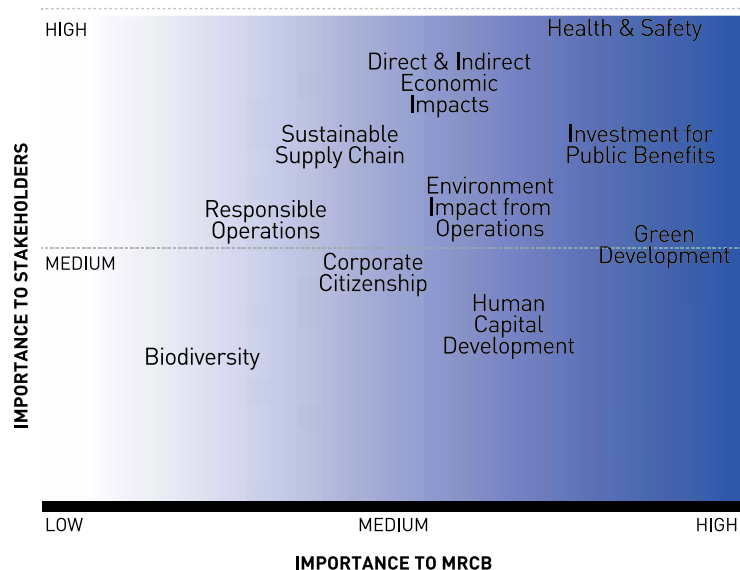 HIGH
Health & Safety
Direct & Indirect
Economic
Impacts
Sustainable
Supply Chain
Investment for
Public Benefits
Environment
Impact from
Operations
Responsible
Operations
Green
Development
MEDIUM
Corporate
Citizenship
Human
Capital
Development
Biodiversity
IMPORTANCE TO STAKEHOLDERS
LOW
MEDIUM
HIGH
IMPORTANCE TO MRCB